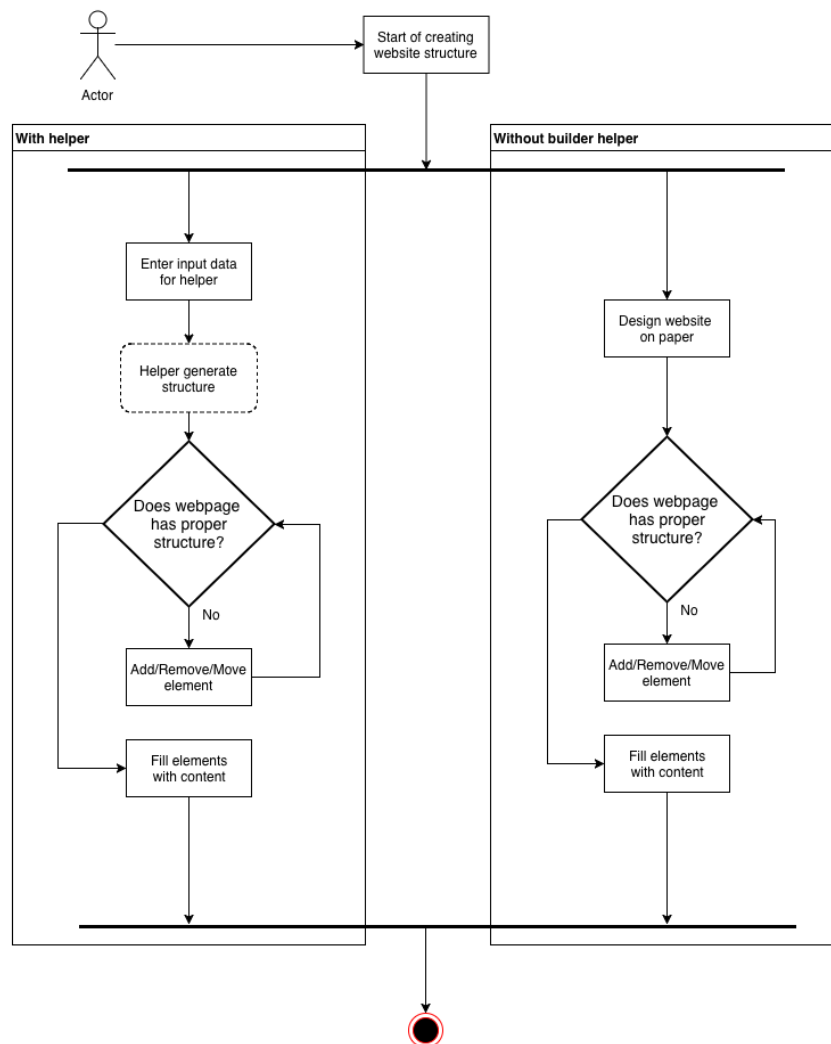 Start of creating
website structure
Actor
With helper
Enter input data
for helper
Helper generate
structure
Does webpage
has proper
structure?
No
Add/Remove/Move
element
Fill elements
with content
Without builder helper
Design website
on paper
Does webpage
has proper
structure?
No
Add/Remove/Move
element
Fill elements
with content